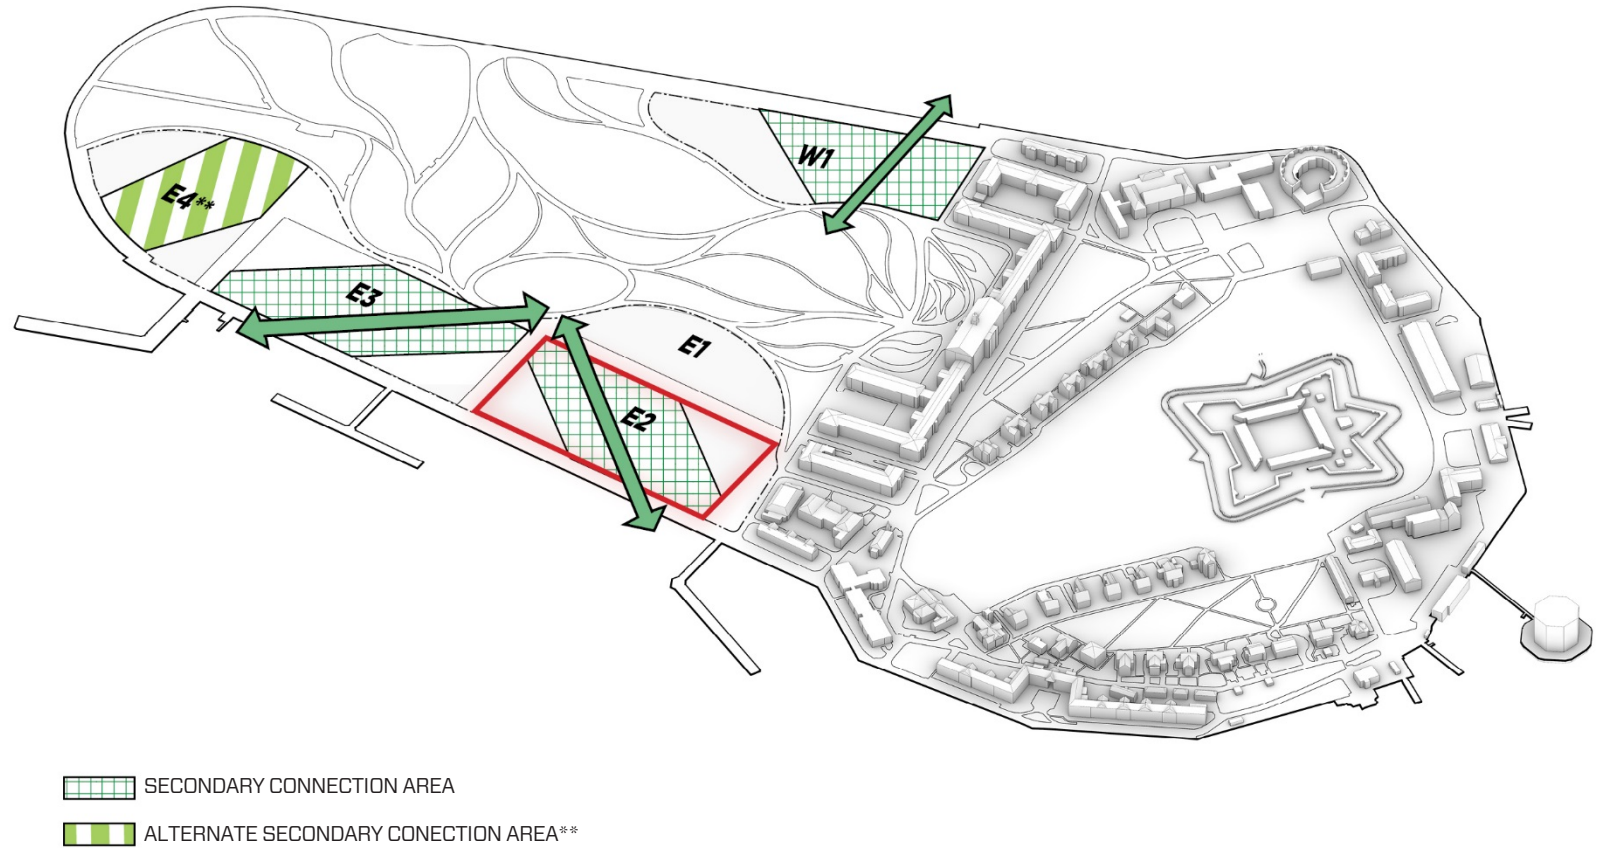 W1
E4**
E3
E1
E2
SECONDARY CONNECTION AREA
ALTERNATE SECONDARY CONECTION AREA**